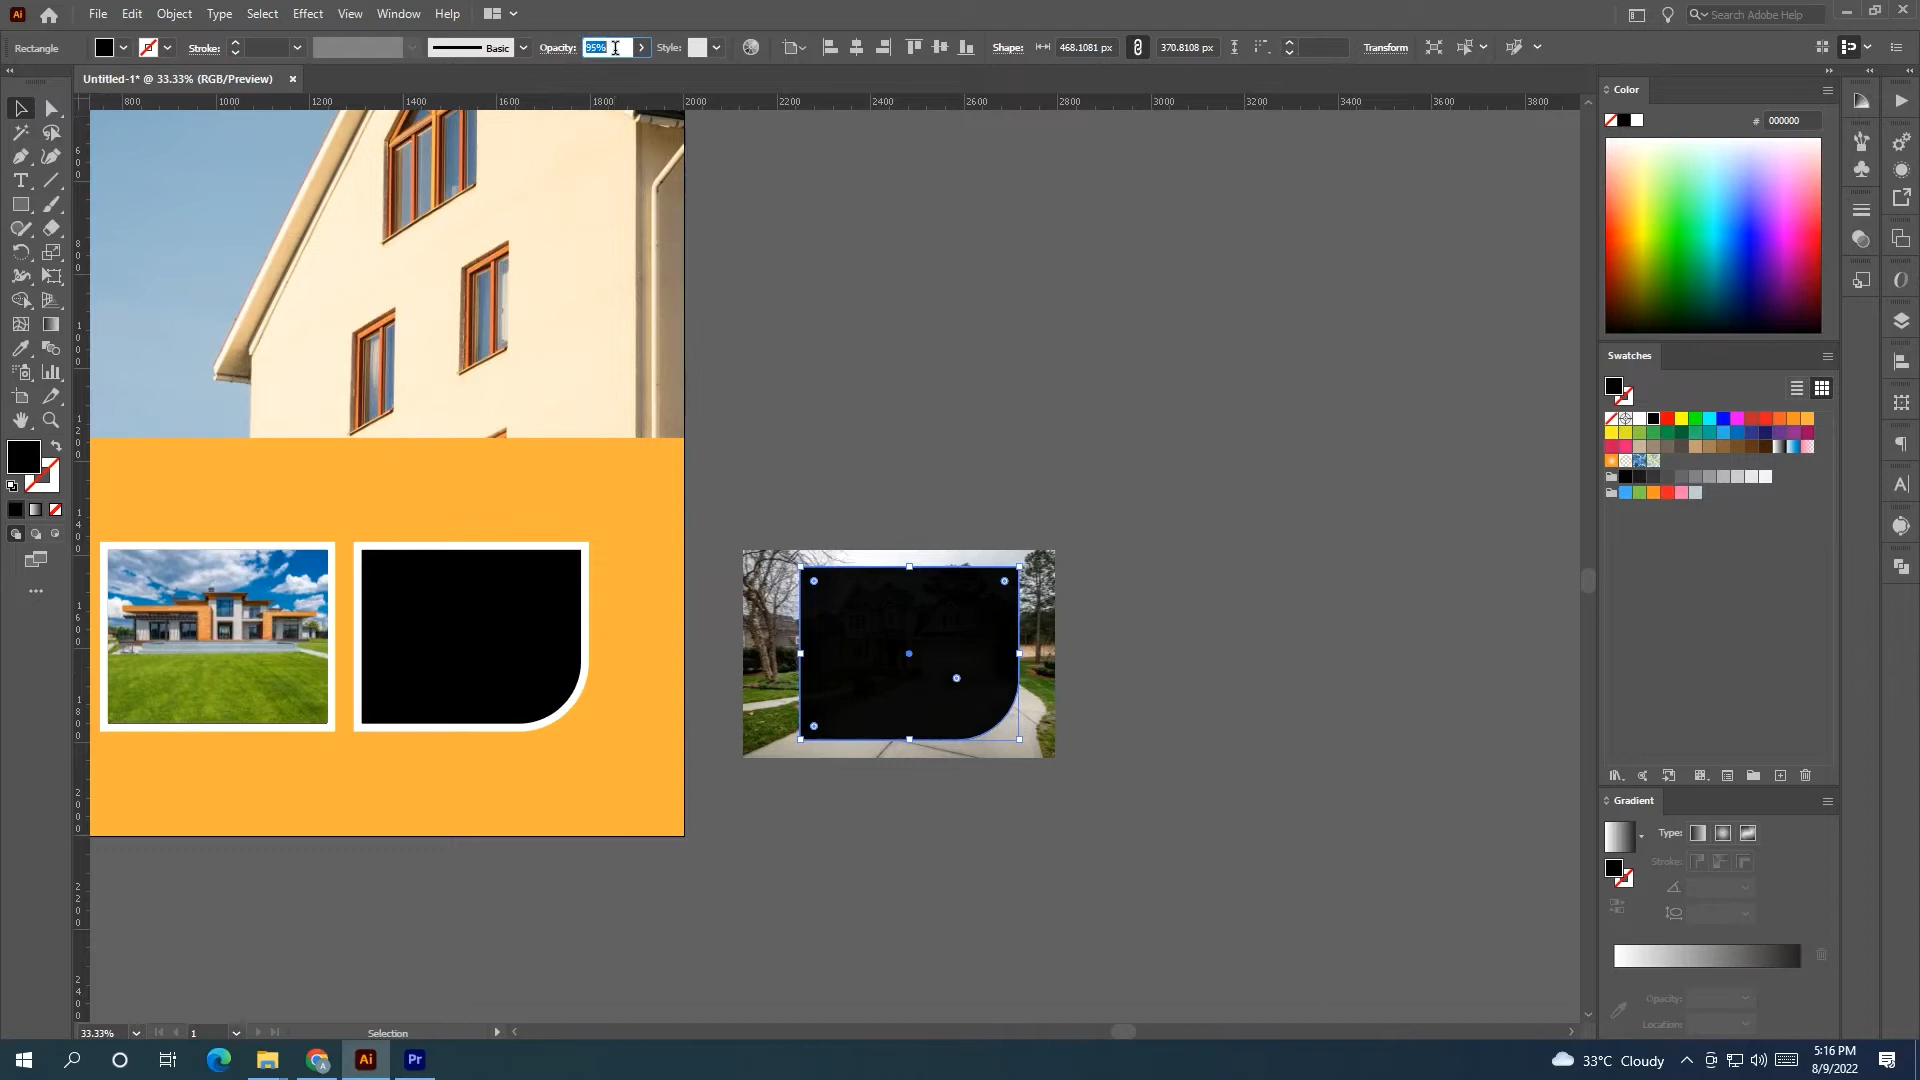 Ai File Edit Object Type Select Effect View Window Help Search Adobe Help
Rectangle Stroke: Basic Opacity: 95% Style: Shape: 468.1081 px 370.8108 px Transform
Untitled-1* @ 33.33% (RGB/Preview)
800 1000 1200 1400 1600 1800 2000 2200 2400 2600 2800 3000 3200 3400 3600 3800
Color
# 000000
Swatches
Gradient
Type:
Stroke:
Opacity:
Location:
33.33% 1 Selection
Ai Pr 33°C Cloudy 5:16 PM
8/9/2022